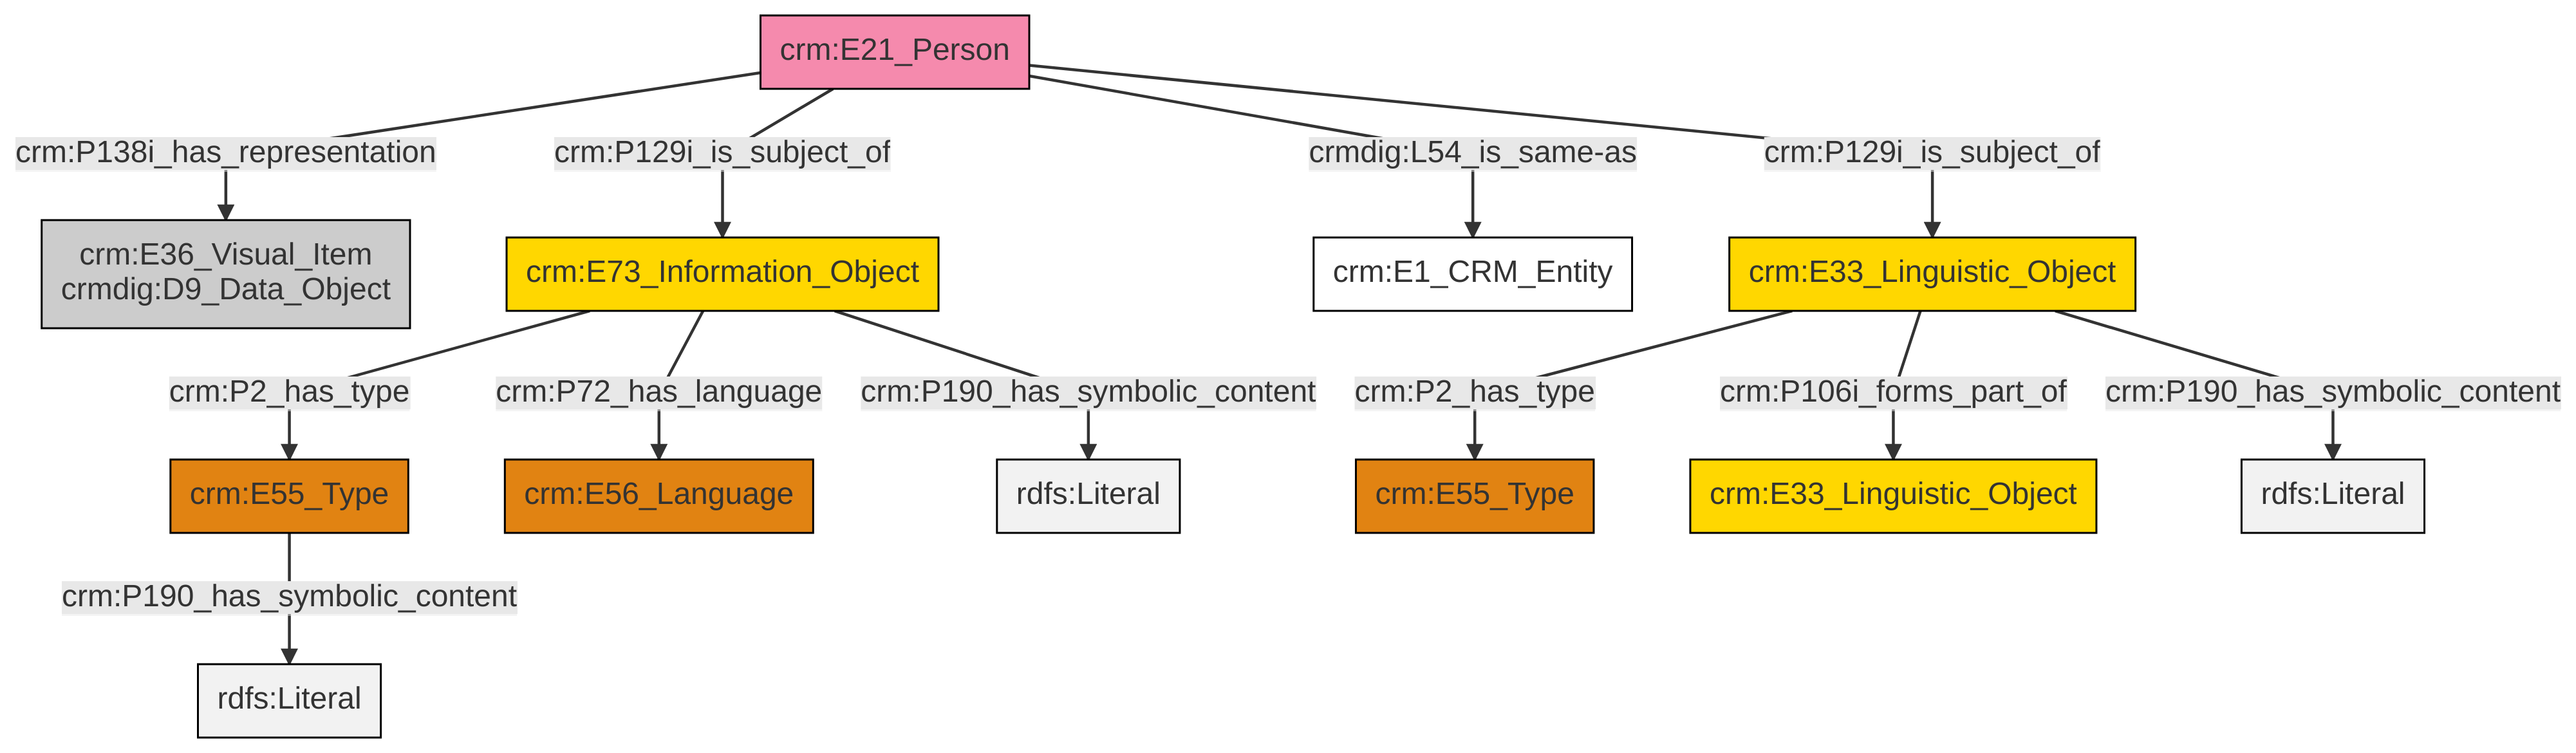 crm:E21_Person
crm:P138i_has_representation
crm:P129i_is_subject_of
crmdig:L54_is_same-as
crm:P129i_is_subject_of
crm:E36_Visual_Item
crmdig:D9_Data_Object
crm:E73_Information_Object
crm:E1_CRM_Entity
crm:E33_Linguistic_Object
crm:P2_has_type
crm:P72_has_language
crm:P190_has_symbolic_content
crm:P2_has_type
crm:P106i_forms_part_of
crm:P190_has_symbolic_content
crm:E55_Type
crm:E56_Language
rdfs:Literal
crm:E55_Type
crm:E33_Linguistic_Object
rdfs:Literal
crm:P190_has_symbolic_content
rdfs:Literal